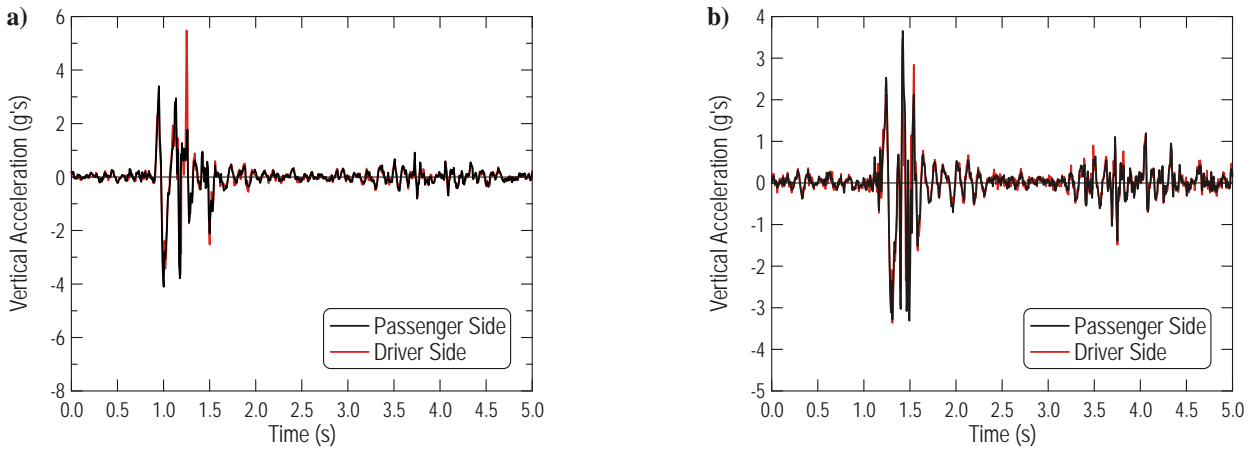 a)
Vertical Acceleration (g's)
8
6
4
2
0
-2
-4
6
8
0.0 0.5 1.0 1.5 2.0 2.5 3.0 3.5 4.0 4.5 5.0
Time (s)
Passenger Side
Driver Side
b)
Vertical Acceleration (g's)
4
3
2
1
0
-1
-2
-3
-4
-5
0.0 0.5 1.0 1.5 2.0 2.5 3.0 3.5 4.0 4.5 5.0
Time (s)
Passenger Side
Driver Side